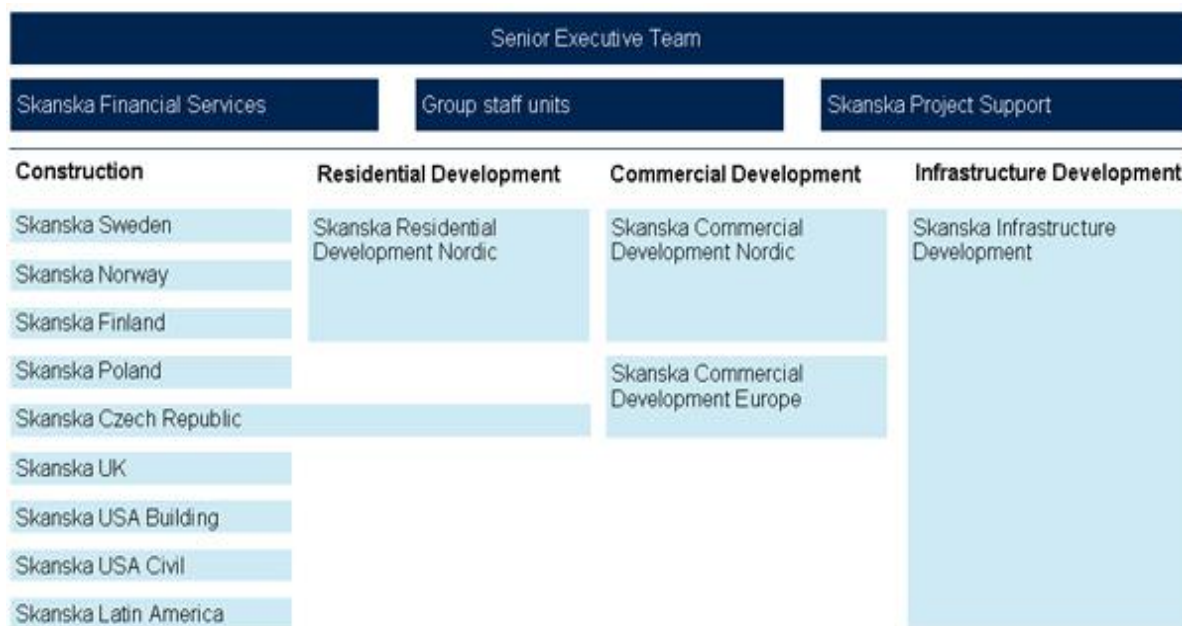 Senior Executive Team
Skanska Financial Services
Group staff units
Skanska Project Support
Construction
Residential Development
Commercial Development
Infrastructure Development
Skanska Sweden
Skanska Norway
Skanska Finland
Skanska Poland
Skanska Czech Republic
Skanska UK
Skanska USA Building
Skanska USA Civil
Skanska Latin America
Skanska Residential
Development Nordic
Skanska Commercial
Development Nordic
Skanska Commercial
Development Europe
Skanska Infrastructure
Development